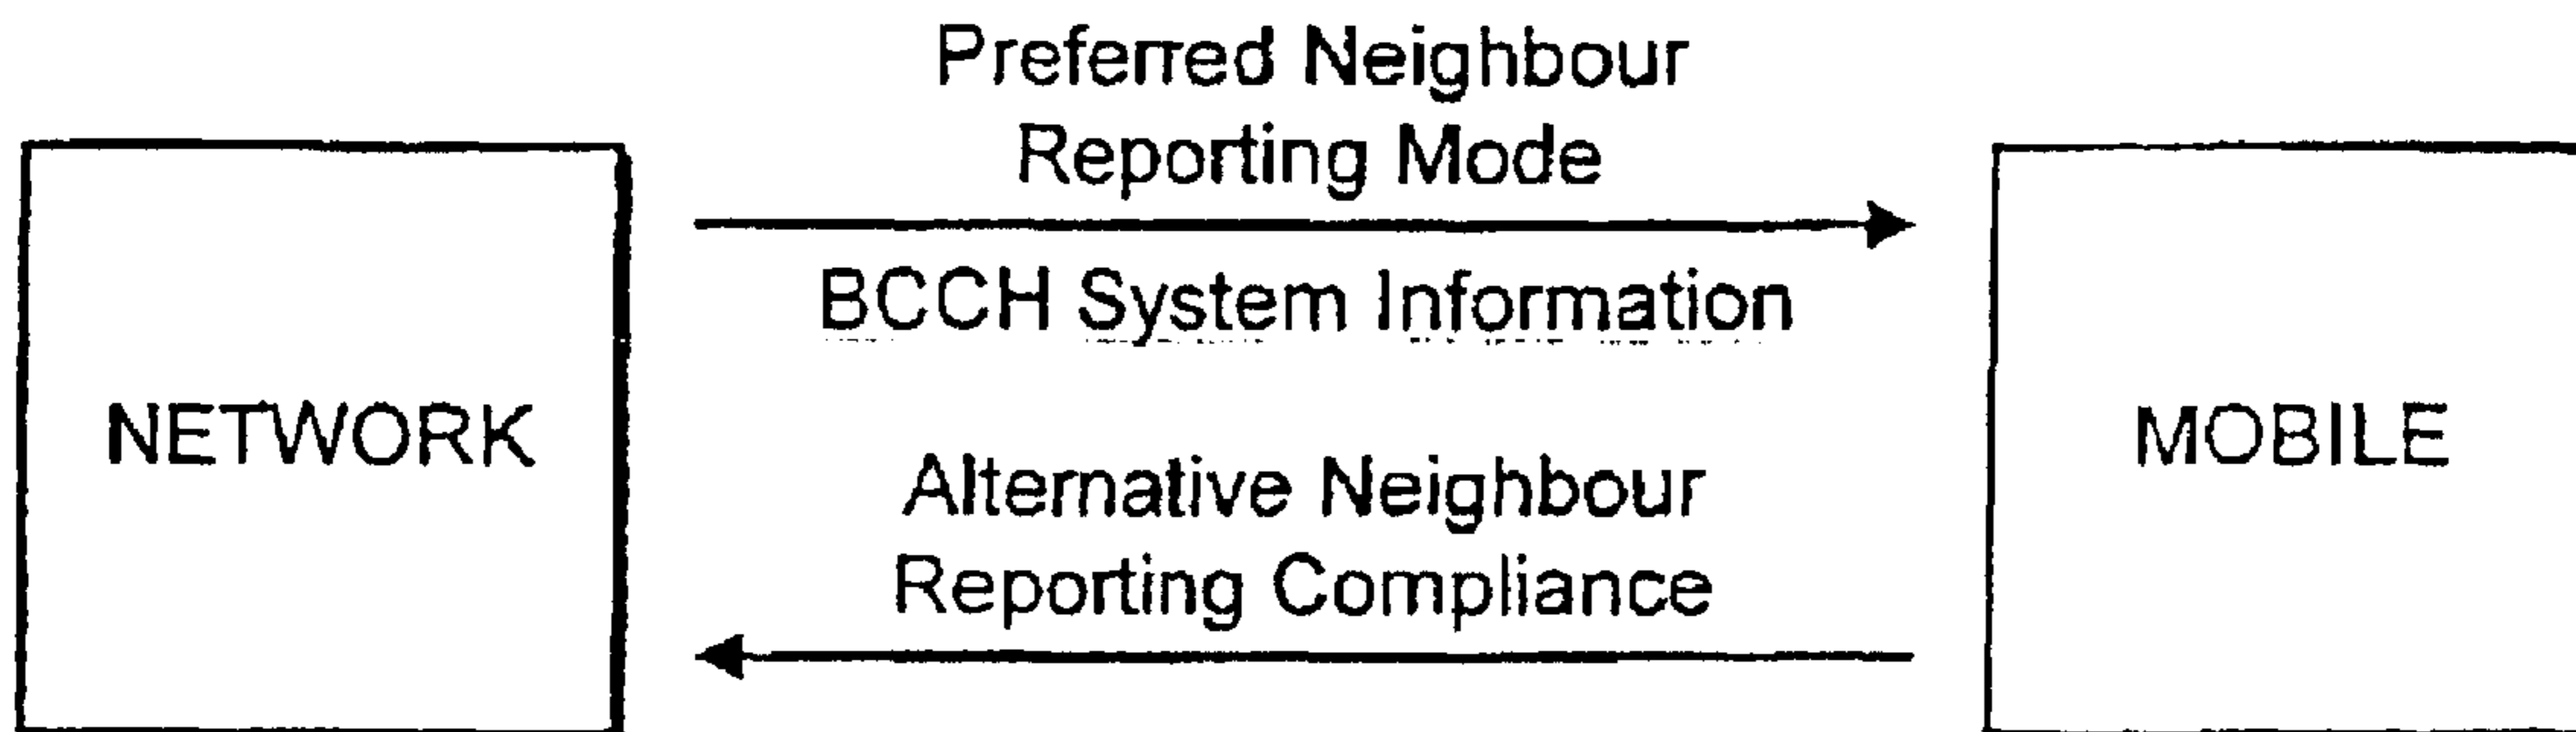 Preferred Neighbour
Reporting Mode
BCCH System Information
NETWORK
MOBILE
Alternative Neighbour
Reporting Compliance